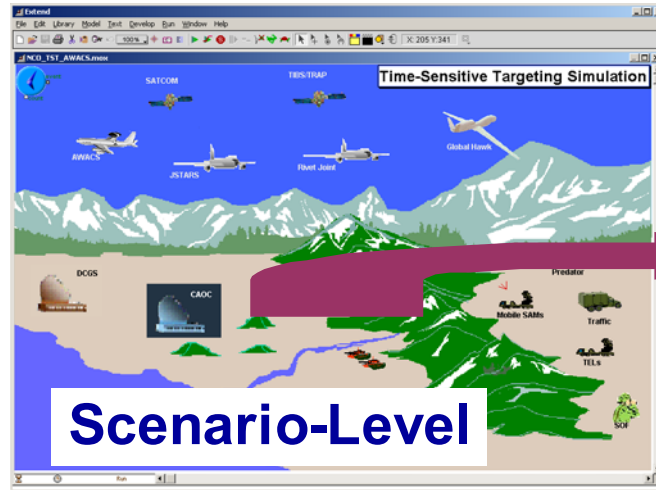 Extend
File Edit Library Model Text Develop Run Window Help
100% X: 205 Y:341
NCO_TST_AWACS.mox
Time-Sensitive Targeting Simulation
SATCOM
TIBS/TRAP
AWACS
JSTARS
Rivet Joint
Global Hawk
DCGS
CAOC
Predator
Mobile SAMs
Traffic
TELs
SOF
Scenario-Level
Run